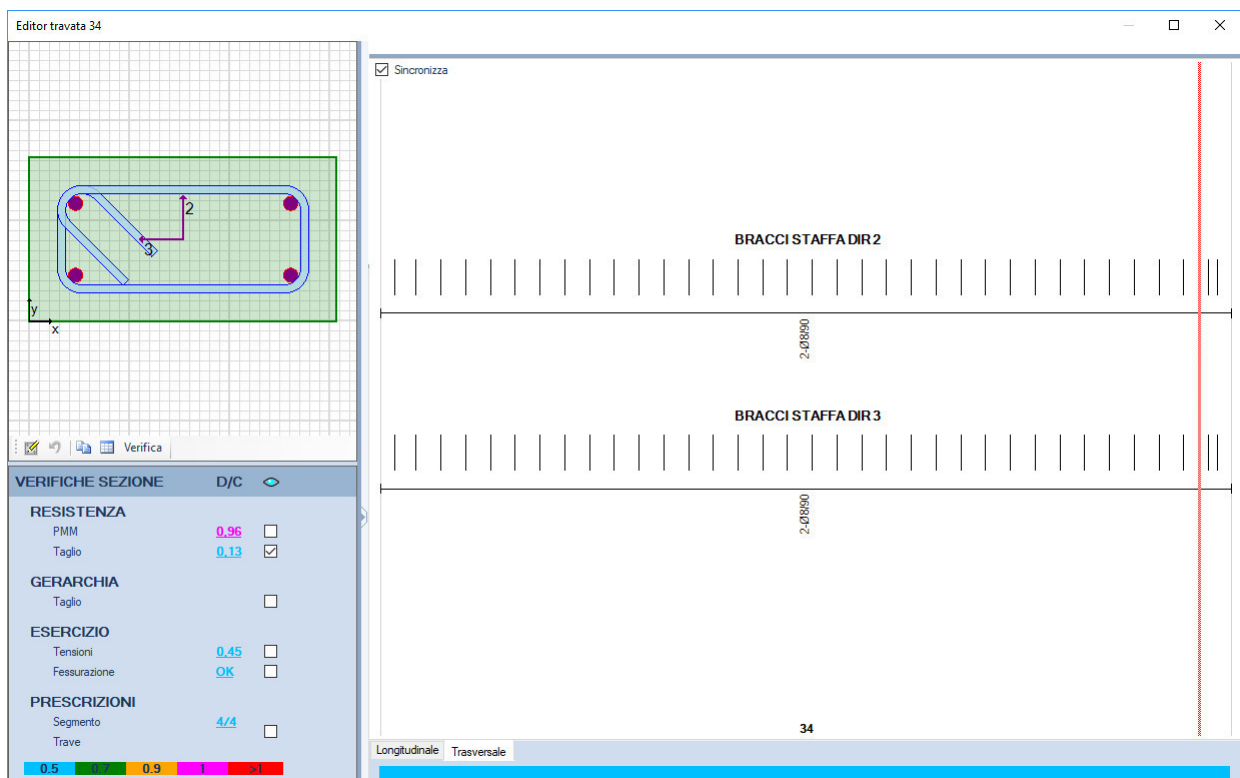 Editor travata 34
Sincronizza
2
3
y
x
BRACCI STAFFA DIR 2
2-Ø8/90
BRACCI STAFFA DIR 3
2-Ø8/90
34
Longitudinale Trasversale
Verifica
VERIFICHE SEZIONE D/C
RESISTENZA
PMM 0,96
Taglio 0,13
GERARCHIA
Taglio
ESERCIZIO
Tensioni 0,45
Fessurazione OK
PRESCRIZIONI
Segmento 4/4
Trave
0.5 0.7 0.9 1 >1